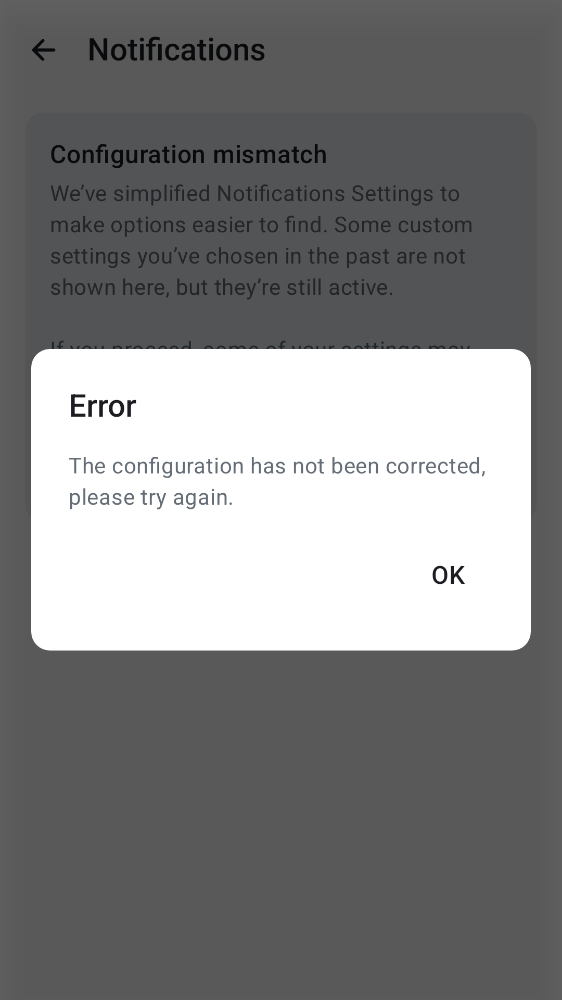 Notifications
Configuration mismatch
We’ve simplified Notifications Settings to
make options easier to find. Some custom
settings you’ve chosen in the past are not
shown here, but they’re still active.
If you proceed, some of your settings may
Error
The configuration has not been corrected,
please try again.
OK